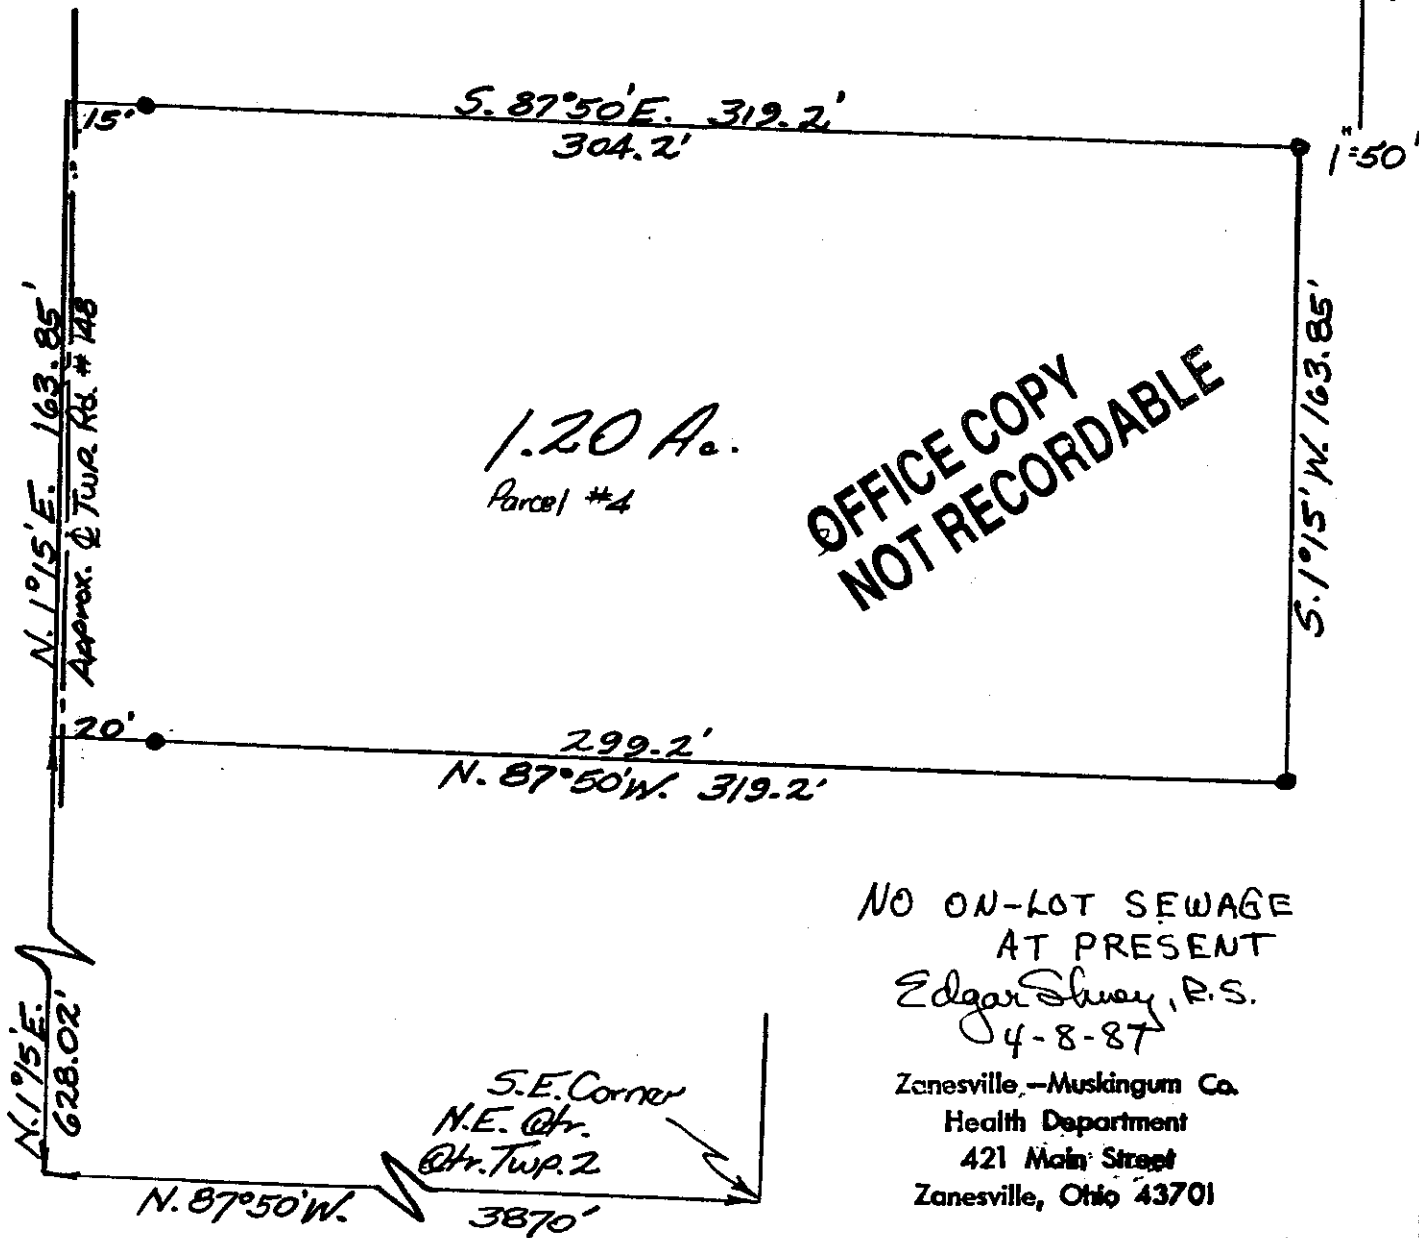 S. 87°50'E. 319.2'
15'
304.2'
1"=50'
N. 1°15'E. 163.85'
Approx. ℄ Twp. Rd. #148
S. 1°15' W. 163.85'
1.20 Ac.
Parcel #4
OFFICE COPY
NOT RECORDABLE
20'
299.2'
N. 87°50'W. 319.2'
NO ON-LOT SEWAGE
AT PRESENT
Edgar , R.S.
4-8-87
Zanesville,-Muskingum Co.
Health Department
421 Main Street
Zanesville, Ohio 43701
N. 1°15'E.
628.02'
S.E. Corner
N.E. Qtr.
Qtr. Twp. 2
N. 87°50'W.
3870'